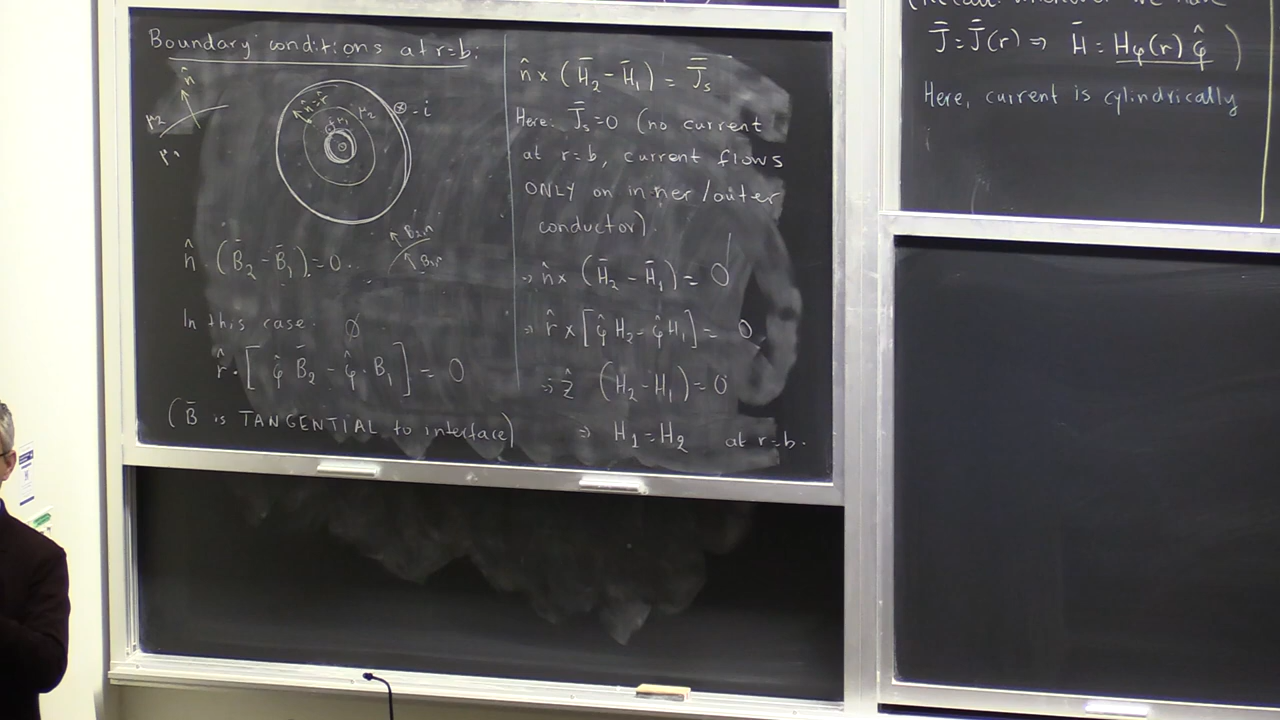 Boundary conditions at r=b:
n̂
μ2
μ1
n̂=r̂
μ1
μ2
⊗ -i
n̂ · (B̄2 - B̄1) = 0.
B2,n
In this case. 0
r̂ · [ φ̂ B̄2 - φ̂ · B1 ] = 0
(B̄ is TANGENTIAL to interface)
n̂ × (H̄2 - H̄1) = J̄s
Here: J̄s=0 (no current
at r=b, current flows
ONLY on inner/outer
conductor).
⇒ n̂ × (H̄2 - H̄1) = 0
⇒ r̂ × [φ̂ H2 - φ̂ H1] = 0
⇒ ẑ (H2 - H1) = 0
⇒ H1 = H2 at r=b.
J̄ = J̄(r) ⇒ H̄ = Hφ(r) φ̂ )
Here, current is cylindrically